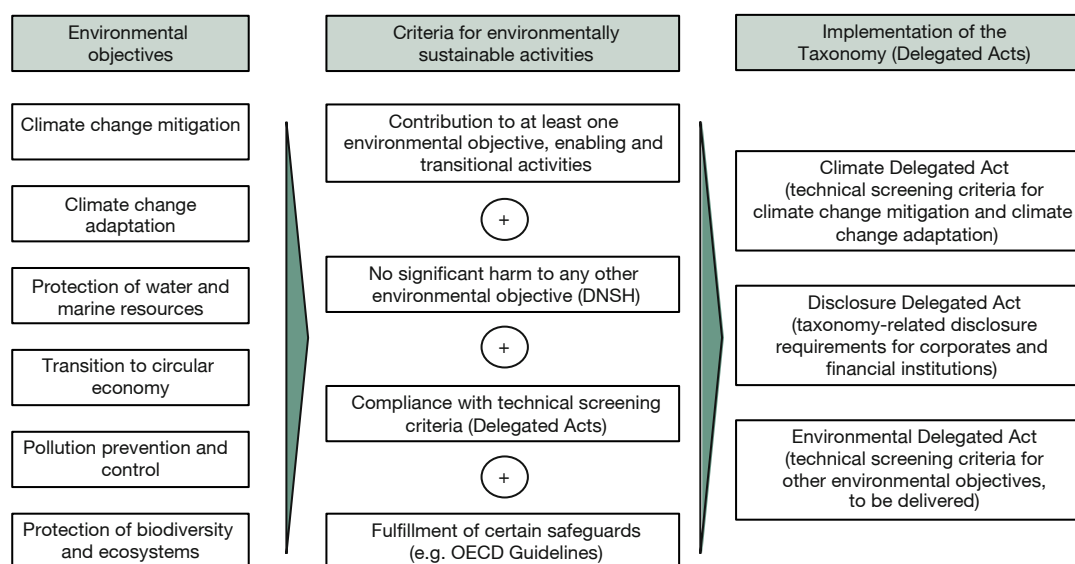 Environmental
objectives
Climate change mitigation
Climate change
adaptation
Protection of water and
marine resources
Transition to circular
economy
Pollution prevention and
control
Protection of biodiversity
and ecosystems
Criteria for environmentally
sustainable activities
Contribution to at least one
environmental objective, enabling and
transitional activities
+
No significant harm to any other
environmental objective (DNSH)
+
Compliance with technical screening
criteria (Delegated Acts)
+
Fulfillment of certain safeguards
(e.g. OECD Guidelines)
Implementation of the
Taxonomy (Delegated Acts)
Climate Delegated Act
(technical screening criteria for
climate change mitigation and climate
change adaptation)
Disclosure Delegated Act
(taxonomy-related disclosure
requirements for corporates and
financial institutions)
Environmental Delegated Act
(technical screening criteria for
other environmental objectives,
to be delivered)